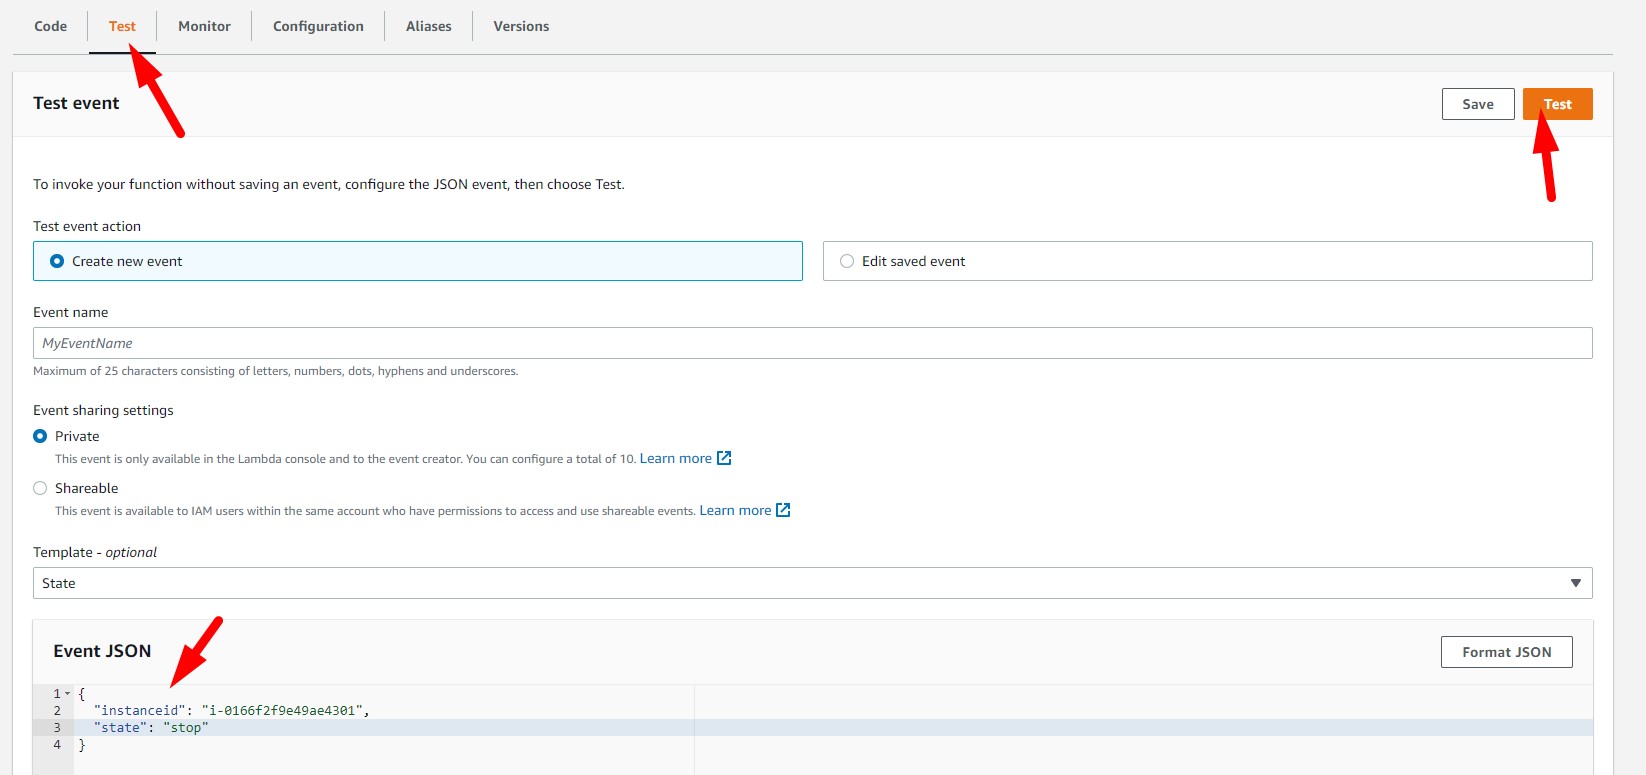 Code Test Monitor Configuration Aliases Versions
Test event
Save Test
To invoke your function without saving an event, configure the JSON event, then choose Test.
Test event action
Create new event Edit saved event
Event name
MyEventName
Maximum of 25 characters consisting of letters, numbers, dots, hyphens and underscores.
Event sharing settings
Private
This event is only available in the Lambda console and to the event creator. You can configure a total of 10. Learn more
Shareable
This event is available to IAM users within the same account who have permissions to access and use shareable events. Learn more
Template - optional
State
Event JSON Format JSON
1 {
2 "instanceid": "i-0166f2f9e49ae4301",
3 "state": "stop"
4 }